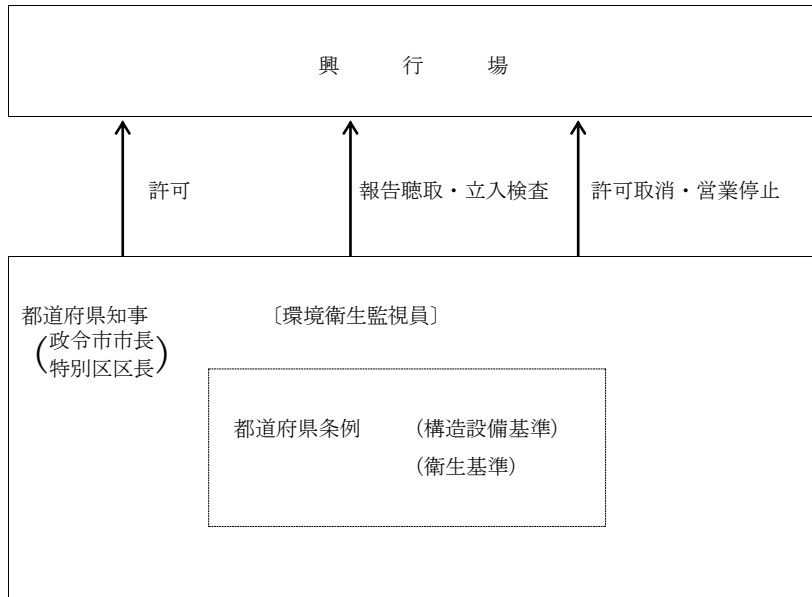 興行場
許可
報告聴取・立入検査
許可取消・営業停止
都道府県知事
〔環境衛生監視員〕
(政令市市長
特別区区長)
都道府県条例 (構造設備基準)
(衛生基準)